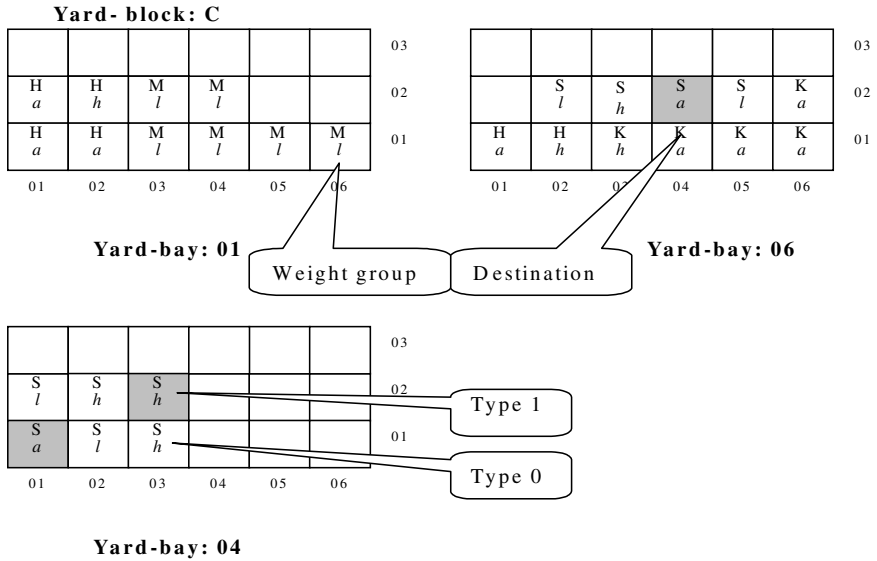 Yard- block: C
03
H H M M
a h l l
02
H H M M M M
a a l l l l
01
01 02 03 04 05 06
Yard-bay: 01
03
S S S S K
l h a l a
02
H H K K K K
a h h a a a
01
01 02 03 04 05 06
Yard-bay: 06
Weight group
Destination
03
S S S
l h h
02
S S S
a l h
01
01 02 03 04 05 06
Yard-bay: 04
Type 1
Type 0